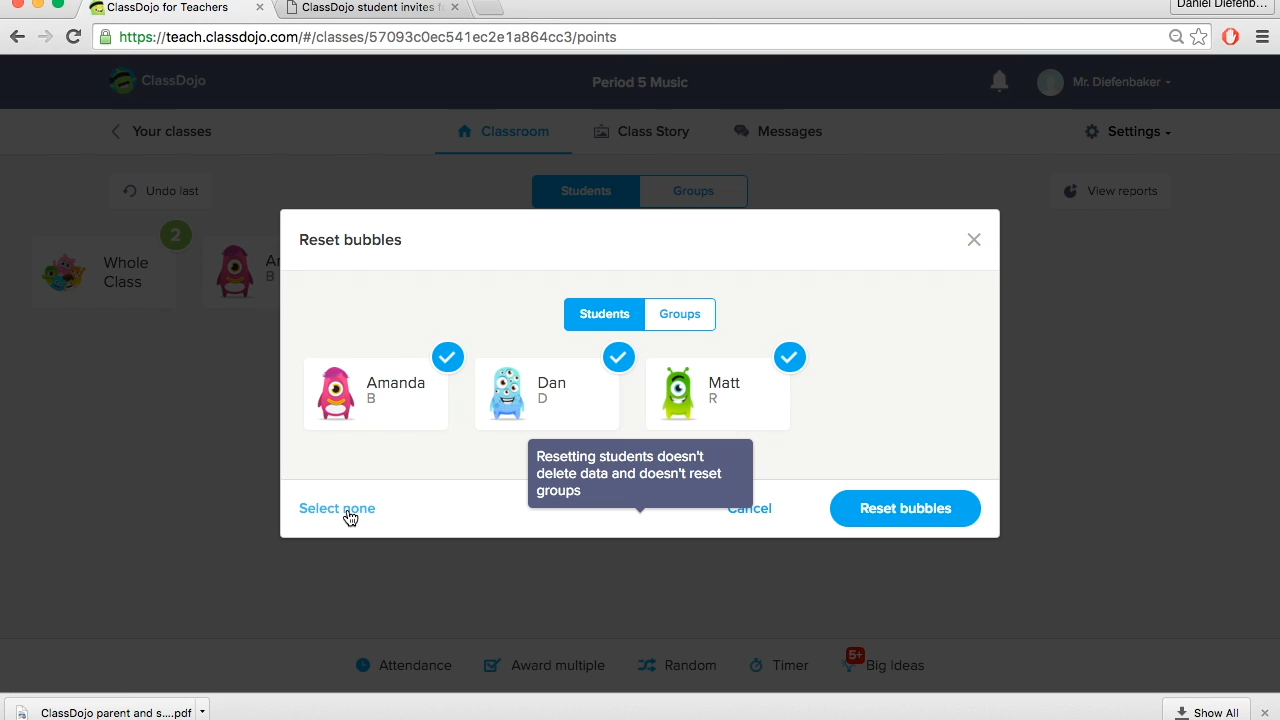 ClassDojo for Teachers
ClassDojo student invites f
Daniel Diefenb...
https://teach.classdojo.com/#/classes/57093c0ec541ec2e1a864cc3/points
ClassDojo
Period 5 Music
Mr. Diefenbaker
Your classes
Classroom
Class Story
Messages
Settings
Undo last
Students
Groups
View reports
2
Whole
Class
B
Reset bubbles
Students
Groups
Amanda
B
Dan
D
Matt
R
Resetting students doesn't
delete data and doesn't reset
groups
Select none
Cancel
Reset bubbles
Attendance
Award multiple
Random
Timer
5+
Big Ideas
ClassDojo parent and s....pdf
Show All